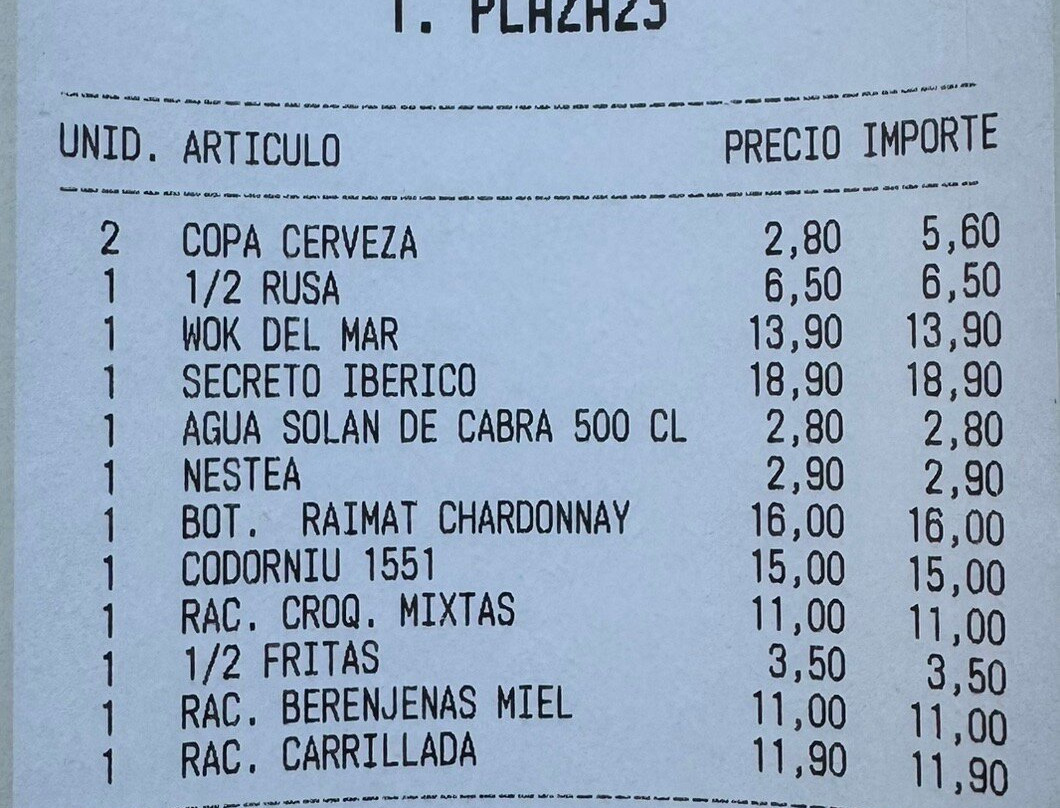 T. PLAZA23
UNID. ARTICULO PRECIO IMPORTE
2 COPA CERVEZA 2,80 5,60
1 1/2 RUSA 6,50 6,50
1 WOK DEL MAR 13,90 13,90
1 SECRETO IBERICO 18,90 18,90
1 AGUA SOLAN DE CABRA 500 CL 2,80 2,80
1 NESTEA 2,90 2,90
1 BOT. RAIMAT CHARDONNAY 16,00 16,00
1 CODORNIU 1551 15,00 15,00
1 RAC. CROQ. MIXTAS 11,00 11,00
1 1/2 FRITAS 3,50 3,50
1 RAC. BERENJENAS MIEL 11,00 11,00
1 RAC. CARRILLADA 11,90 11,90